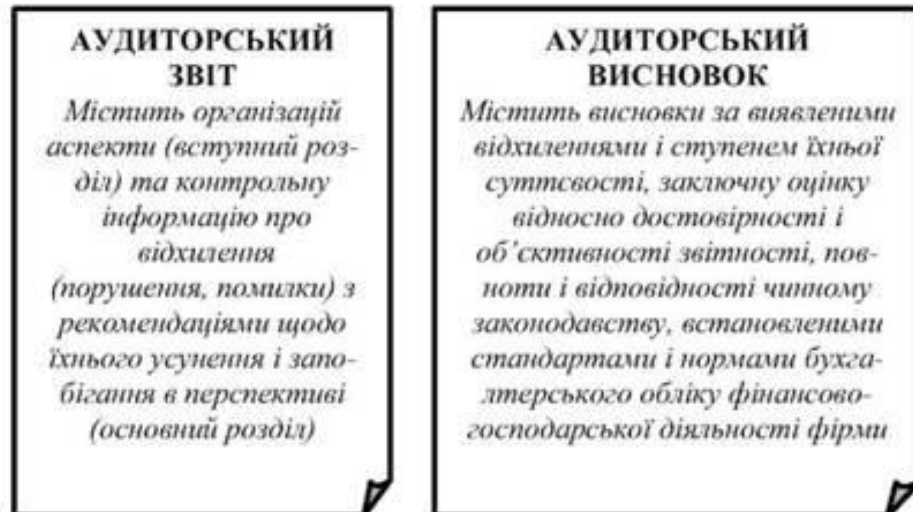 АУДИТОРСЬКИЙ
ЗВІТ
Містить організацій
аспекти (вступний роз-
діл) та контрольну
інформацію про
відхилення
(порушення, помилки) з
рекомендаціями щодо
їхнього усунення і запо-
бігання в перспективі
(основний розділ)
АУДИТОРСЬКИЙ
ВИСНОВОК
Містить висновки за виявленими
відхиленнями і ступенем їхньої
суттєвості, заключну оцінку
відносно достовірності і
об’єктивності звітності, пов-
ноти і відповідності чинному
законодавству, встановленими
стандартами і нормами бухга-
лтерського обліку фінансово-
господарської діяльності фірми